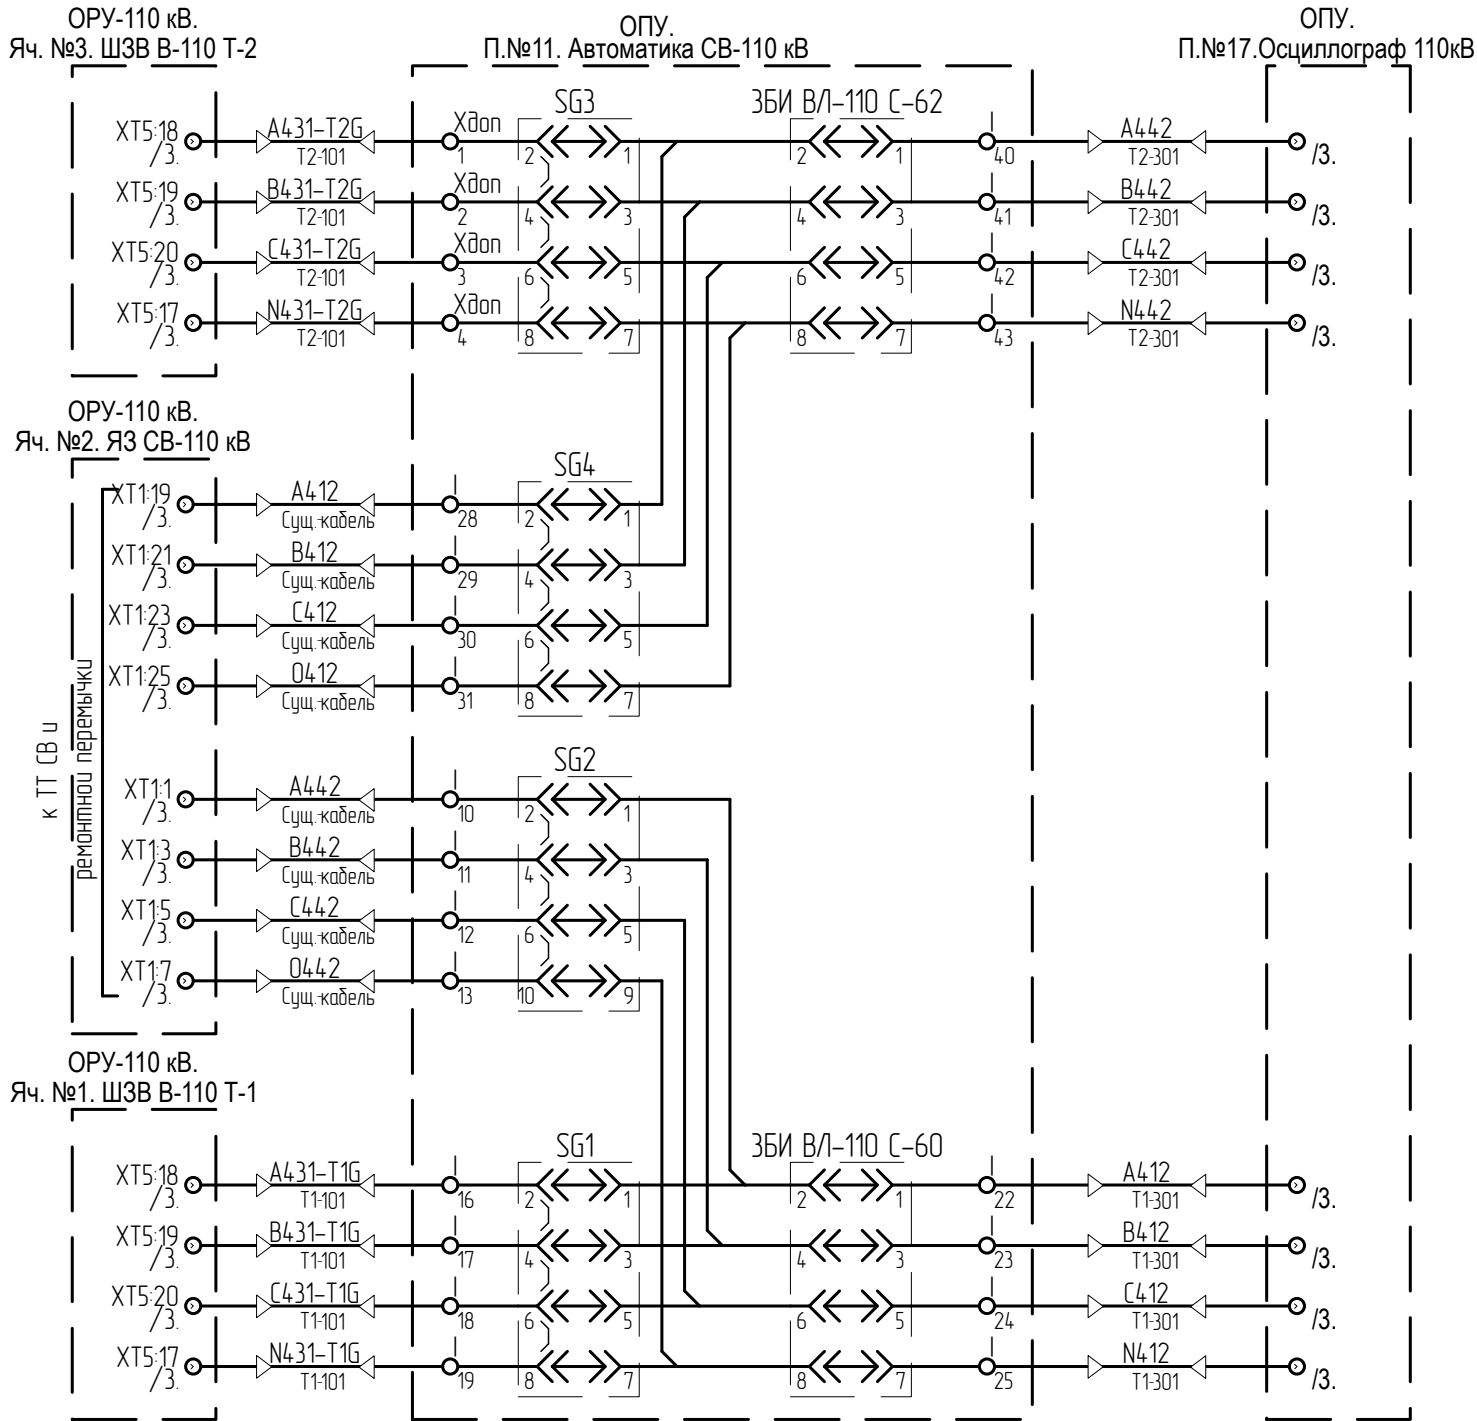 ОРУ-110 кВ.
Яч. №3. ШЗВ В-110 Т-2
ОПУ.
П.№11. Автоматика СВ-110 кВ
ОПУ.
П.№17.Осциллограф 110кВ
SG3
ЗБИ ВЛ-110 С-62
XT5:18
/3.
A431-T2G
T2-101
Хдоп
1
2
1
2
1
I
40
A442
T2-301
/3.
XT5:19
/3.
B431-T2G
T2-101
Хдоп
2
4
3
4
3
I
41
B442
T2-301
/3.
XT5:20
/3.
C431-T2G
T2-101
Хдоп
3
6
5
6
5
I
42
C442
T2-301
/3.
XT5:17
/3.
N431-T2G
T2-101
Хдоп
4
8
7
8
7
I
43
N442
T2-301
/3.
ОРУ-110 кВ.
Яч. №2. ЯЗ СВ-110 кВ
SG4
XT1:19
/3.
A412
Сущ.-кабель
I
28
2
1
XT1:21
/3.
B412
Сущ.-кабель
I
29
4
3
XT1:23
/3.
C412
Сущ.-кабель
I
30
6
5
XT1:25
/3.
0412
Сущ.-кабель
I
31
8
7
к ТТ СВ и
ремонтной перемычки
SG2
XT1:1
/3.
A442
Сущ.-кабель
I
10
2
1
XT1:3
/3.
B442
Сущ.-кабель
I
11
4
3
XT1:5
/3.
C442
Сущ.-кабель
I
12
6
5
XT1:7
/3.
0442
Сущ.-кабель
I
13
10
9
ОРУ-110 кВ.
Яч. №1. ШЗВ В-110 Т-1
SG1
ЗБИ ВЛ-110 С-60
XT5:18
/3.
A431-T1G
T1-101
I
16
2
1
2
1
I
22
A412
T1-301
/3.
XT5:19
/3.
B431-T1G
T1-101
I
17
4
3
4
3
I
23
B412
T1-301
/3.
XT5:20
/3.
C431-T1G
T1-101
I
18
6
5
6
5
I
24
C412
T1-301
/3.
XT5:17
/3.
N431-T1G
T1-101
I
19
8
7
8
7
I
25
N412
T1-301
/3.